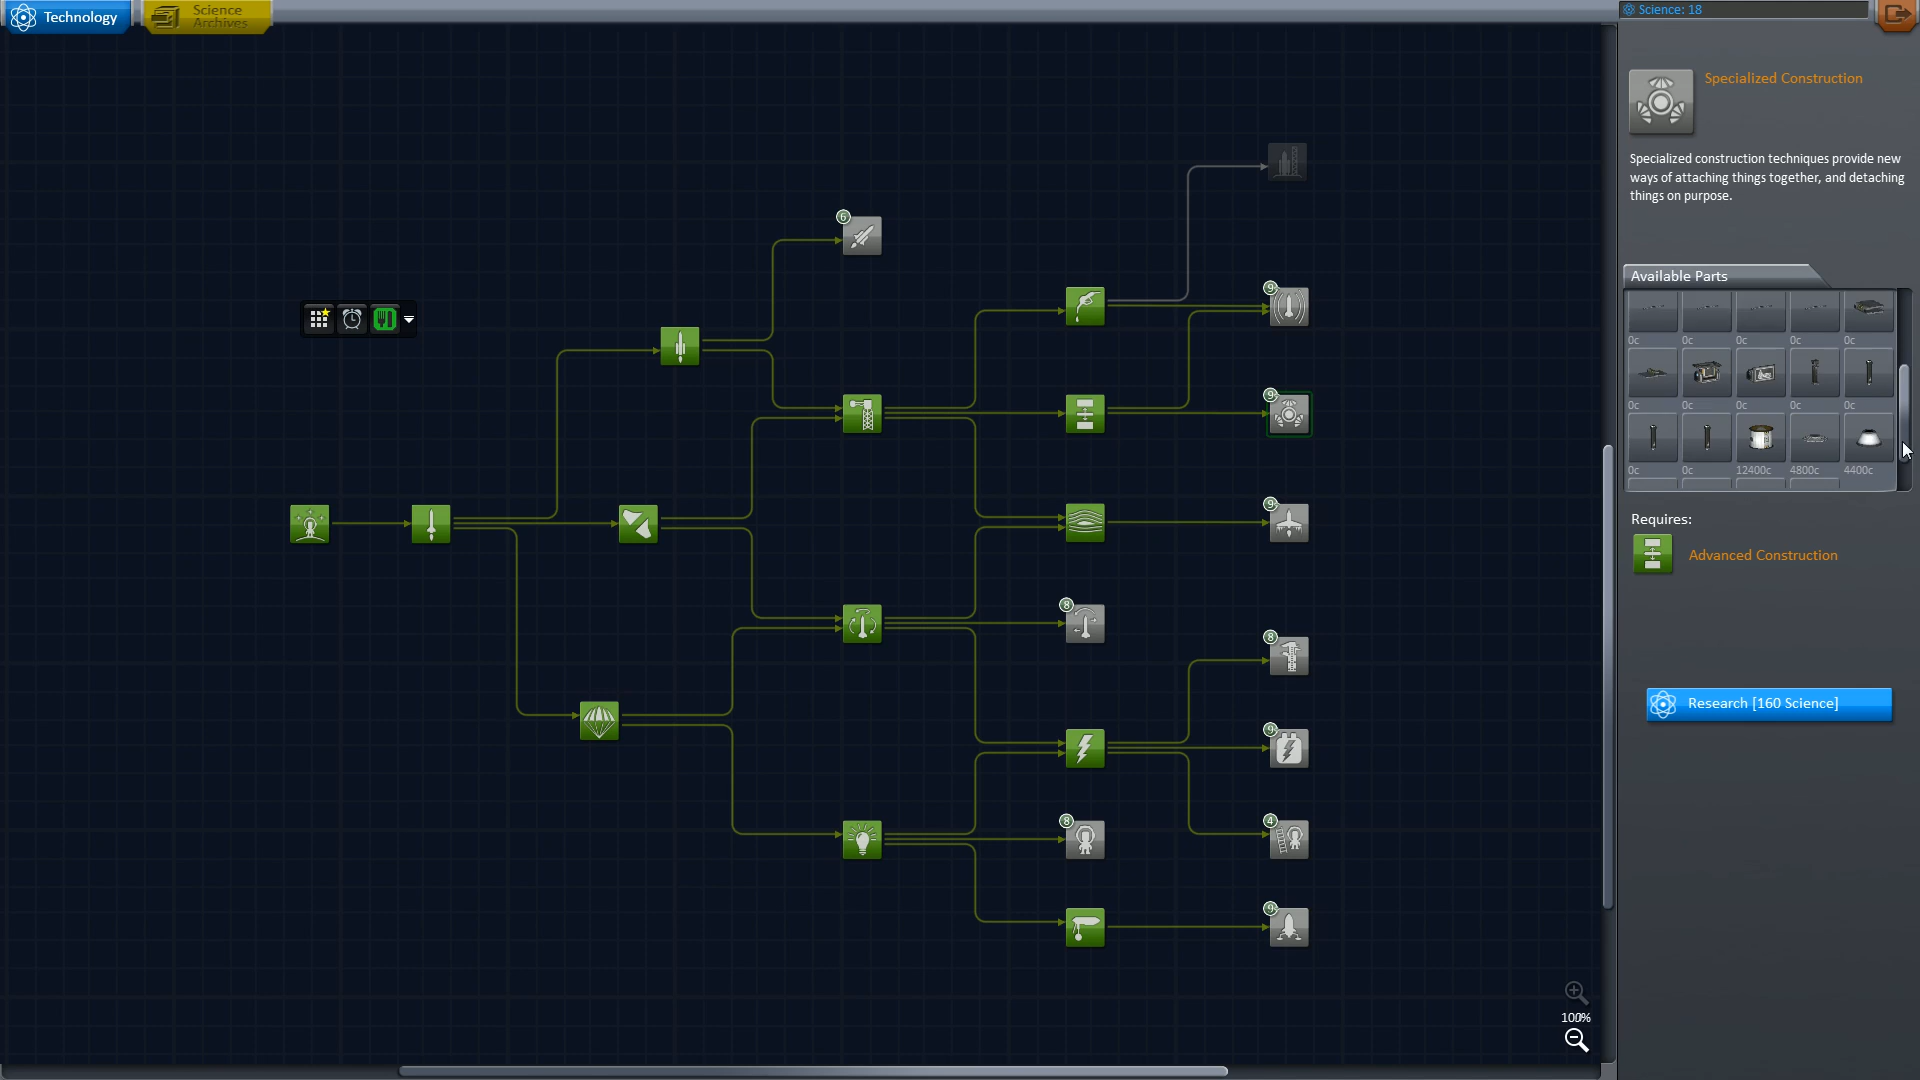 Technology
Science
Archives
Science: 18
Specialized Construction
Specialized construction techniques provide new
ways of attaching things together, and detaching
things on purpose.
Available Parts
0c 0c 0c 0c 0c
0c 0c 0c 0c 0c
0c 0c 12400c 4800c 4400c
Requires:
Advanced Construction
Research [160 Science]
6
9
9
9
8
8
9
8
4
9
100%